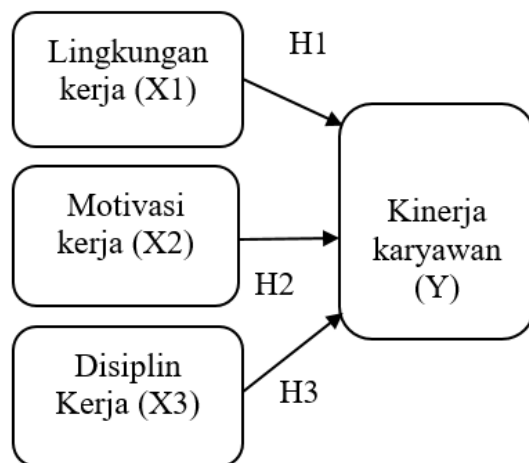 Lingkungan
kerja (X1)
H1
Motivasi
kerja (X2)
H2
Disiplin
Kerja (X3)
H3
Kinerja
karyawan
(Y)